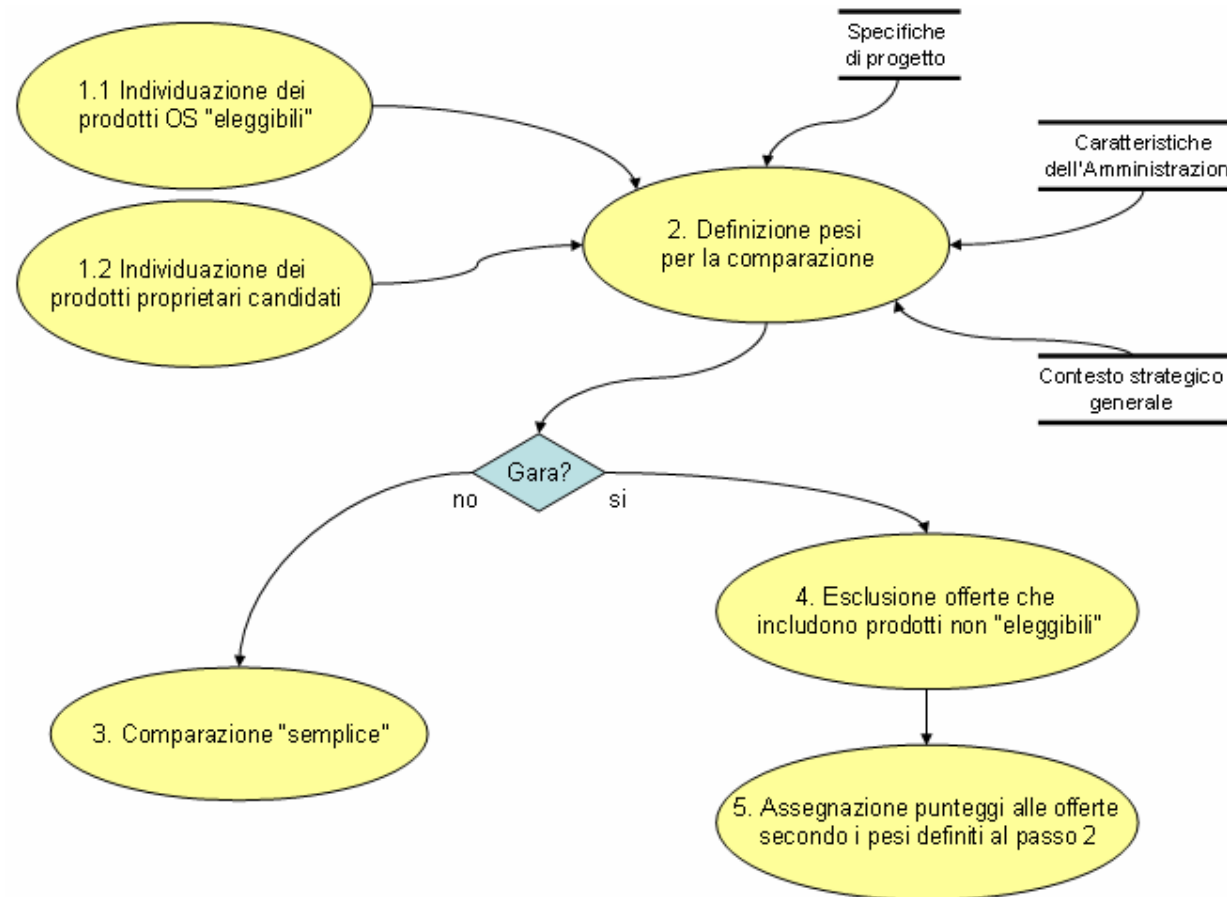 Specifiche
di progetto
1.1 Individuazione dei
prodotti OS "eleggibili"
Caratteristiche
dell'Amministrazion
2. Definizione pesi
per la comparazione
1.2 Individuazione dei
prodotti proprietari candidati
Contesto strategico
generale
Gara?
no
si
4. Esclusione offerte che
includono prodotti non "eleggibili"
3. Comparazione "semplice"
5. Assegnazione punteggi alle offerte
secondo i pesi definiti al passo 2